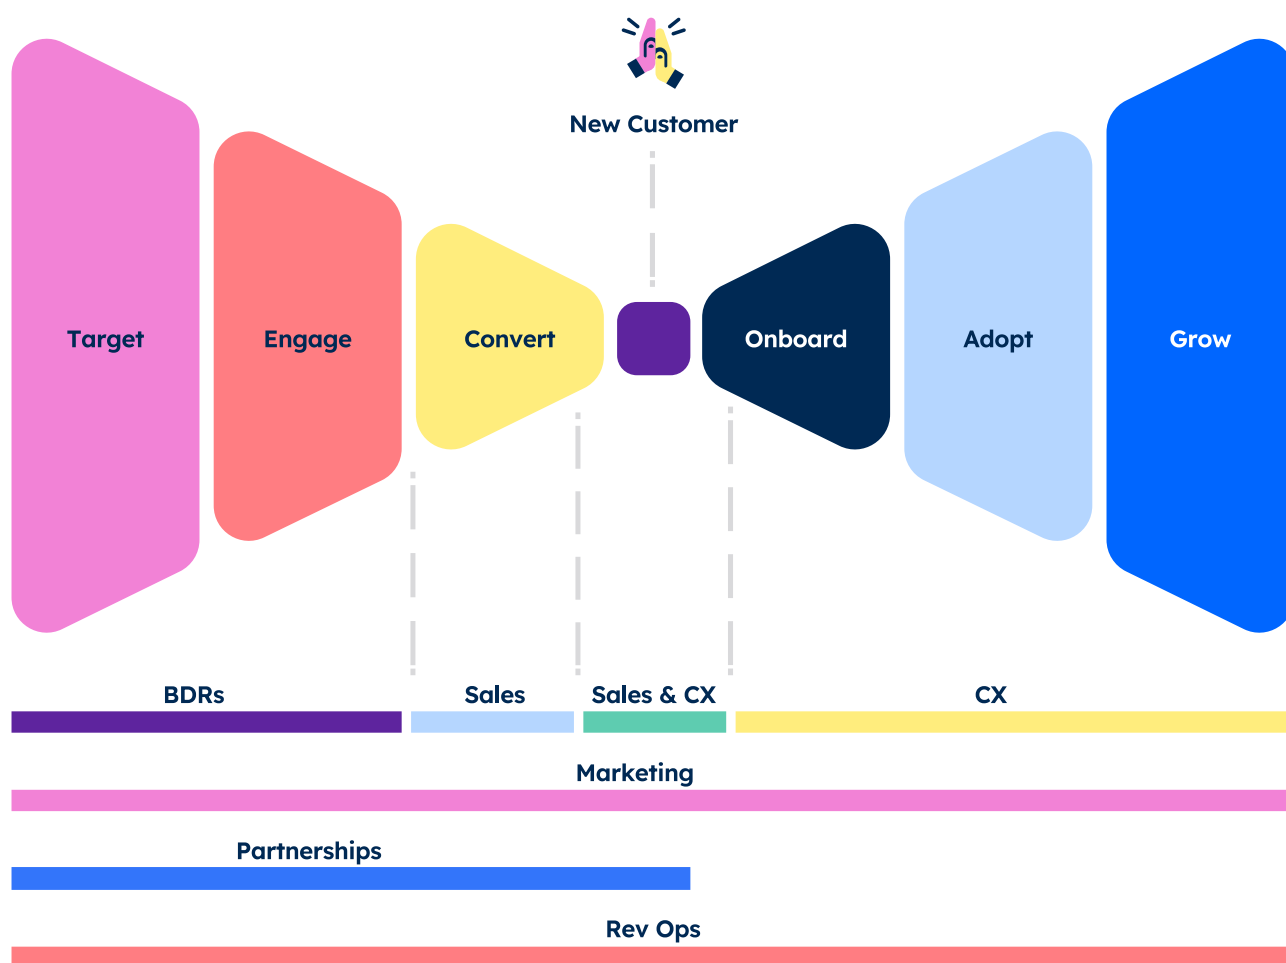 New Customer
Target
Engage
Convert
Onboard
Adopt
Grow
BDRs
Sales
Sales & CX
CX
Marketing
Partnerships
Rev Ops